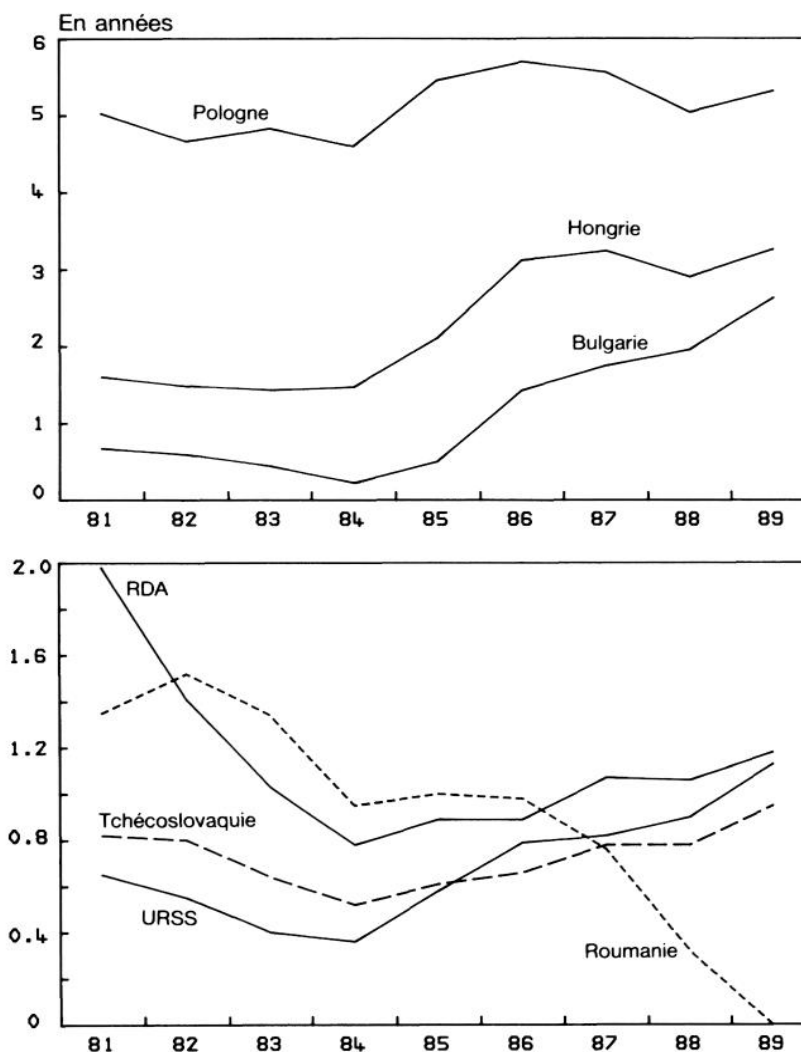 En années
6
5
Pologne
4
Hongrie
3
Bulgarie
2
1
0
81 82 83 84 85 86 87 88 89
2.0
RDA
1.6
1.2
Tchécoslovaquie
0.8
URSS
0.4
Roumanie
0
81 82 83 84 85 86 87 88 89